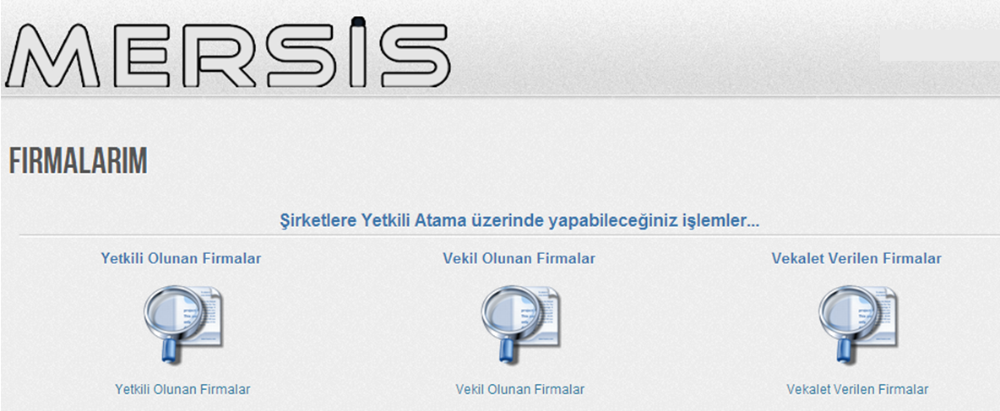 MERSİS
FIRMALARIM
Şirketlere Yetkili Atama üzerinde yapabileceğiniz işlemler...
Yetkili Olunan Firmalar
Vekil Olunan Firmalar
Vekalet Verilen Firmalar
Yetkili Olunan Firmalar
Vekil Olunan Firmalar
Vekalet Verilen Firmalar